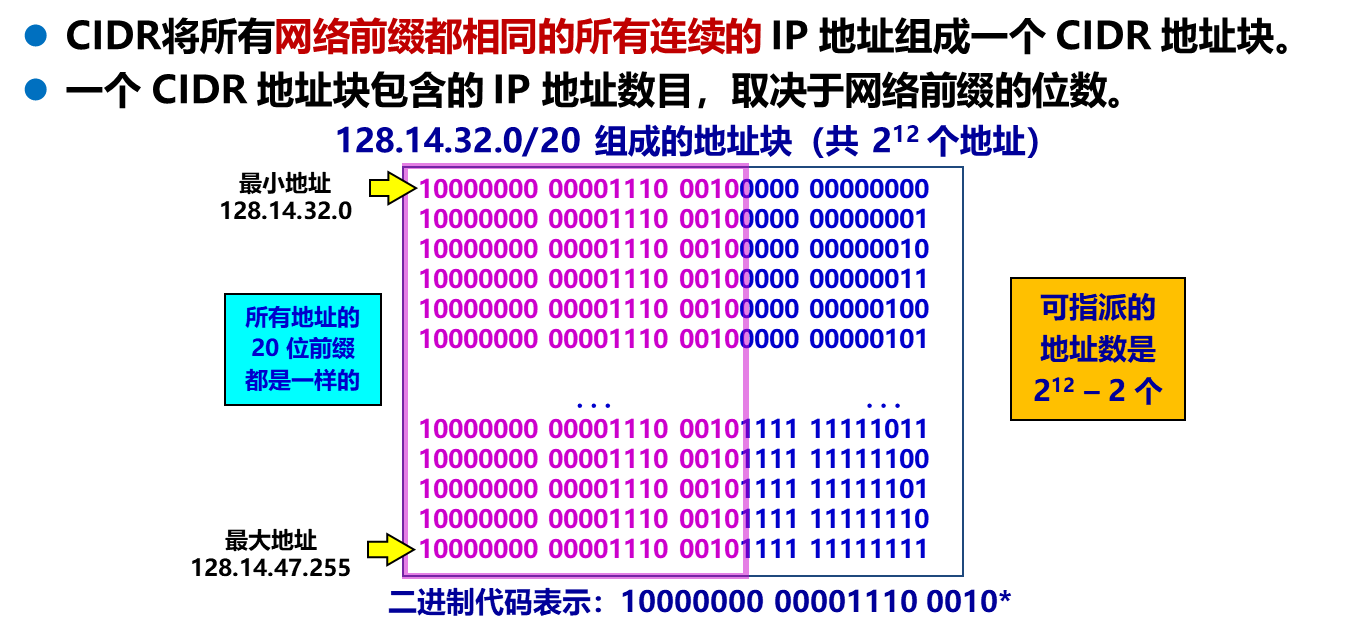 CIDR将所有网络前缀都相同的所有连续的 IP 地址组成一个 CIDR 地址块。
一个 CIDR 地址块包含的 IP 地址数目，取决于网络前缀的位数。
128.14.32.0/20 组成的地址块（共 2¹² 个地址）
最小地址
128.14.32.0
10000000 00001110 00100000 00000000
10000000 00001110 00100000 00000001
10000000 00001110 00100000 00000010
10000000 00001110 00100000 00000011
10000000 00001110 00100000 00000100
10000000 00001110 00100000 00000101
... ...
10000000 00001110 00101111 11111011
10000000 00001110 00101111 11111100
10000000 00001110 00101111 11111101
10000000 00001110 00101111 11111110
10000000 00001110 00101111 11111111
所有地址的
20 位前缀
都是一样的
可指派的
地址数是
2¹² – 2 个
最大地址
128.14.47.255
二进制代码表示：10000000 00001110 0010*